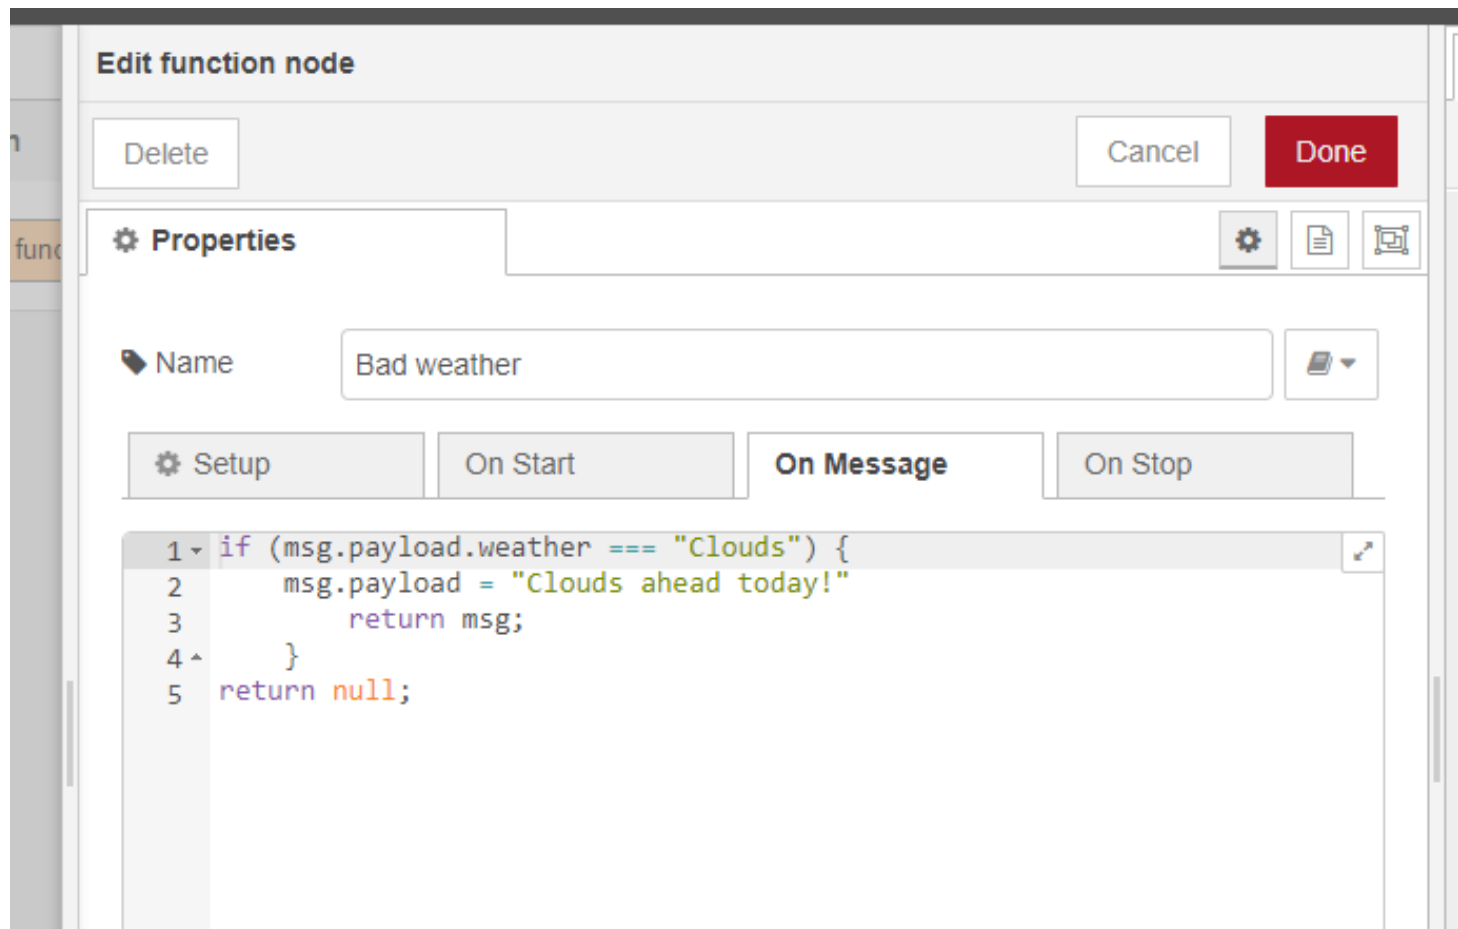 Edit function node
Delete
Cancel
Done
Properties
func
Name
Bad weather
Setup
On Start
On Message
On Stop
1 if (msg.payload.weather === "Clouds") {
2 msg.payload = "Clouds ahead today!"
3 return msg;
4 }
5 return null;